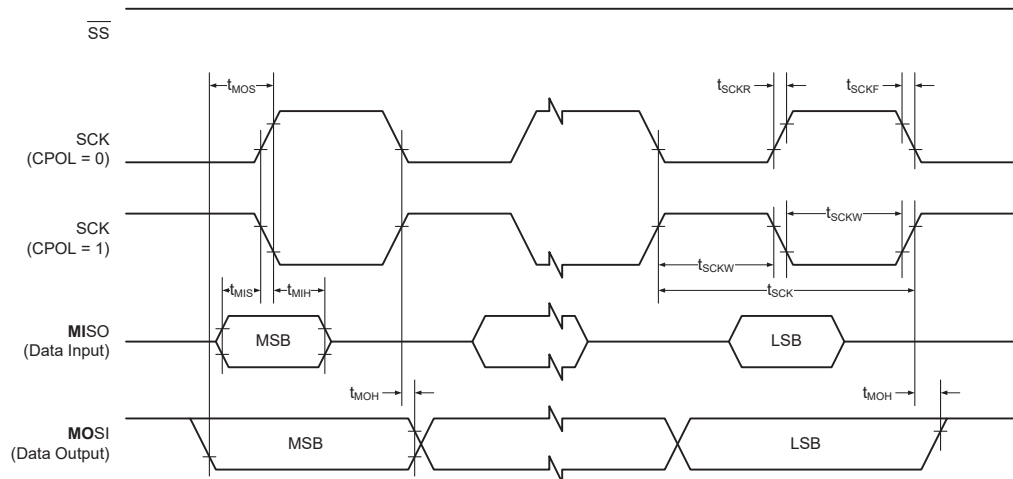 SS
tMOS
tSCKR
tSCKF
SCK
(CPOL = 0)
SCK
(CPOL = 1)
tSCKW
tSCKW
tSCK
tMIS
tMIH
MISO
(Data Input)
MSB
LSB
tMOH
tMOH
MOSI
(Data Output)
MSB
LSB